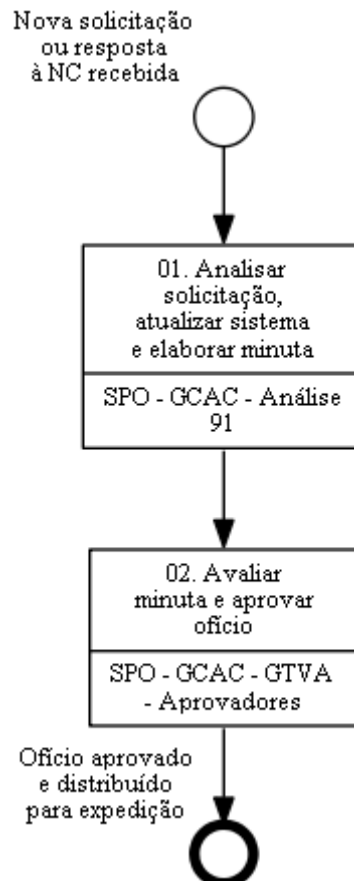 Nova solicitação
ou resposta
à NC recebida
01. Analisar
solicitação,
atualizar sistema
e elaborar minuta
SPO - GCAC - Análise
91
02. Avaliar
minuta e aprovar
ofício
SPO - GCAC - GTVA
- Aprovadores
Ofício aprovado
e distribuído
para expedição